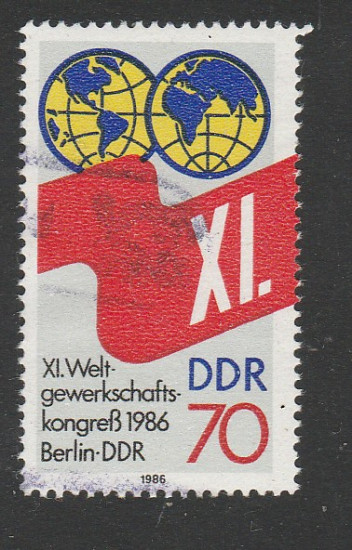 XI.
XI. Welt-
gewerkschafts-
kongreß 1986
Berlin·DDR
DDR
70
1986